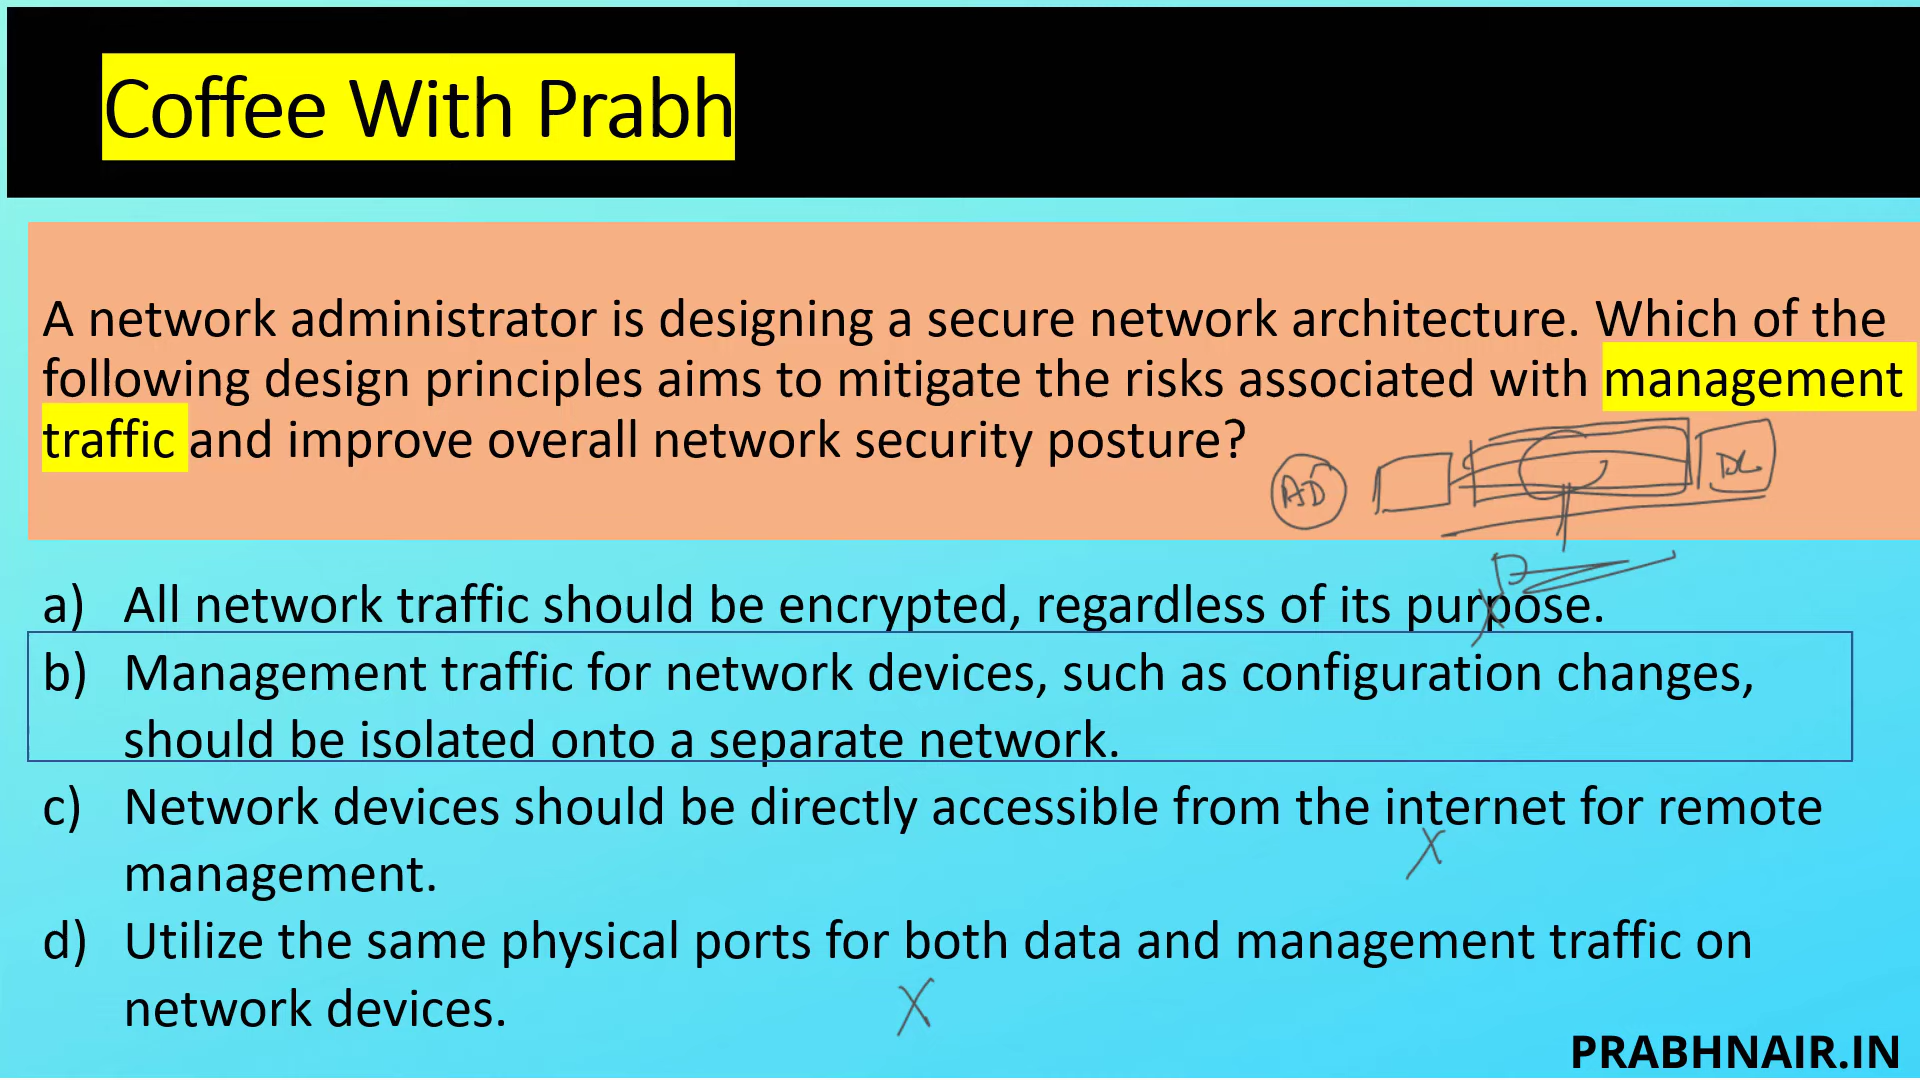 Coffee With Prabh
A network administrator is designing a secure network architecture. Which of the
following design principles aims to mitigate the risks associated with management
traffic and improve overall network security posture?
AD
a) All network traffic should be encrypted, regardless of its purpose.
b) Management traffic for network devices, such as configuration changes,
should be isolated onto a separate network.
c) Network devices should be directly accessible from the internet for remote
management.
d) Utilize the same physical ports for both data and management traffic on
network devices.
PRABHNAIR.IN